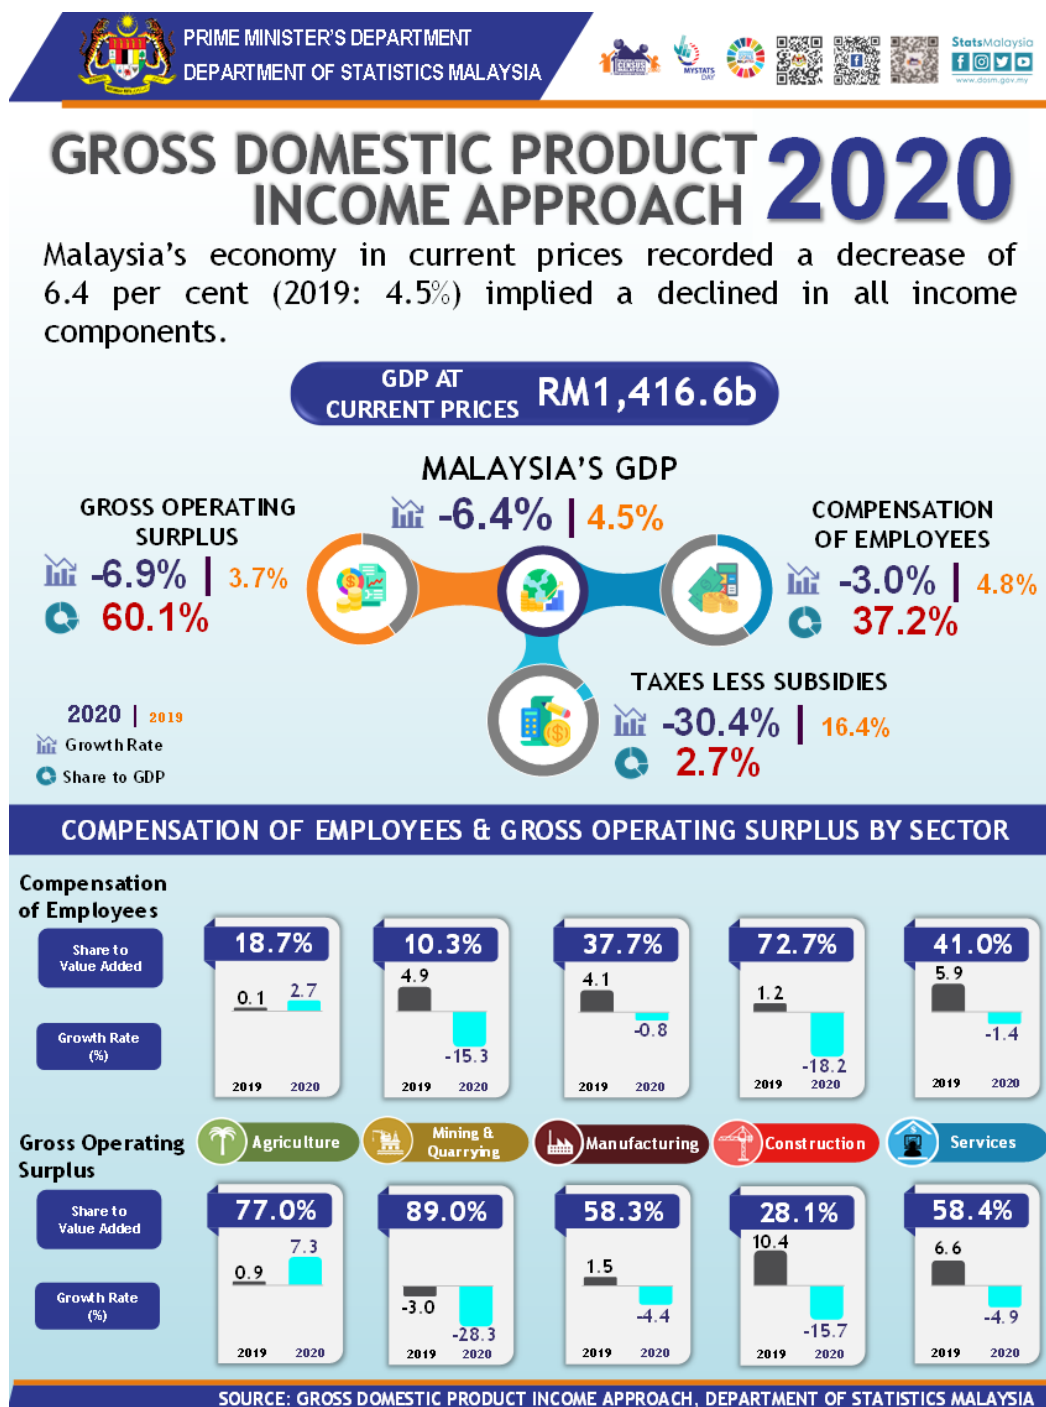 PRIME MINISTER'S DEPARTMENT
DEPARTMENT OF STATISTICS MALAYSIA
CENSUS
MYSTATS
DAY
StatsMalaysia
www.dosm.gov.my
GROSS DOMESTIC PRODUCT
INCOME APPROACH
2020
Malaysia's economy in current prices recorded a decrease of
6.4 per cent (2019: 4.5%) implied a declined in all income
components.
GDP AT
CURRENT PRICES
RM1,416.6b
MALAYSIA'S GDP
-6.4% | 4.5%
GROSS OPERATING
SURPLUS
-6.9% | 3.7%
60.1%
COMPENSATION
OF EMPLOYEES
-3.0% | 4.8%
37.2%
TAXES LESS SUBSIDIES
-30.4% | 16.4%
2.7%
2020 | 2019
Growth Rate
Share to GDP
COMPENSATION OF EMPLOYEES & GROSS OPERATING SURPLUS BY SECTOR
Compensation
of Employees
Share to
Value Added
18.7% 10.3% 37.7% 72.7% 41.0%
Growth Rate
(%)
0.1 2.7
4.9 -15.3
4.1 -0.8
1.2 -18.2
5.9 -1.4
2019 2020 2019 2020 2019 2020 2019 2020 2019 2020
Agriculture
Mining &
Quarrying
Manufacturing
Construction
Services
Gross Operating
Surplus
Share to
Value Added
77.0% 89.0% 58.3% 28.1% 58.4%
Growth Rate
(%)
0.9 7.3
-3.0 -28.3
1.5 -4.4
10.4 -15.7
6.6 -4.9
2019 2020 2019 2020 2019 2020 2019 2020 2019 2020
SOURCE: GROSS DOMESTIC PRODUCT INCOME APPROACH, DEPARTMENT OF STATISTICS MALAYSIA